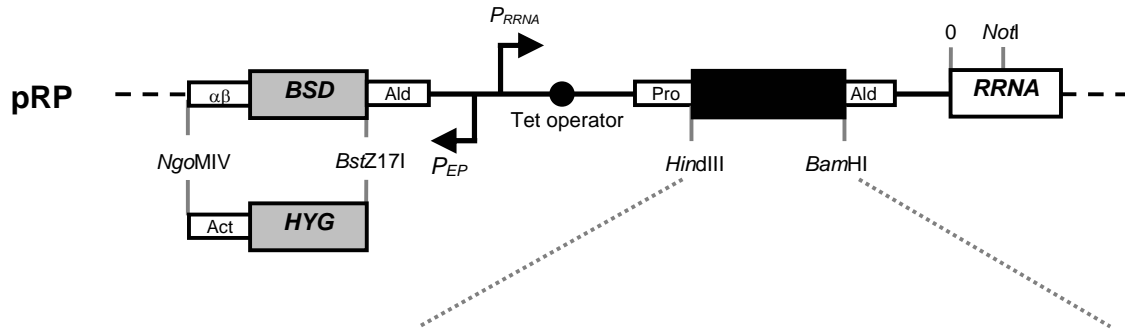 P_RRNA
0 NotI
pRP αβ BSD Ald Pro Ald RRNA
Tet operator
P_EP
NgoMIV BstZ17I HindIII BamHI
Act HYG